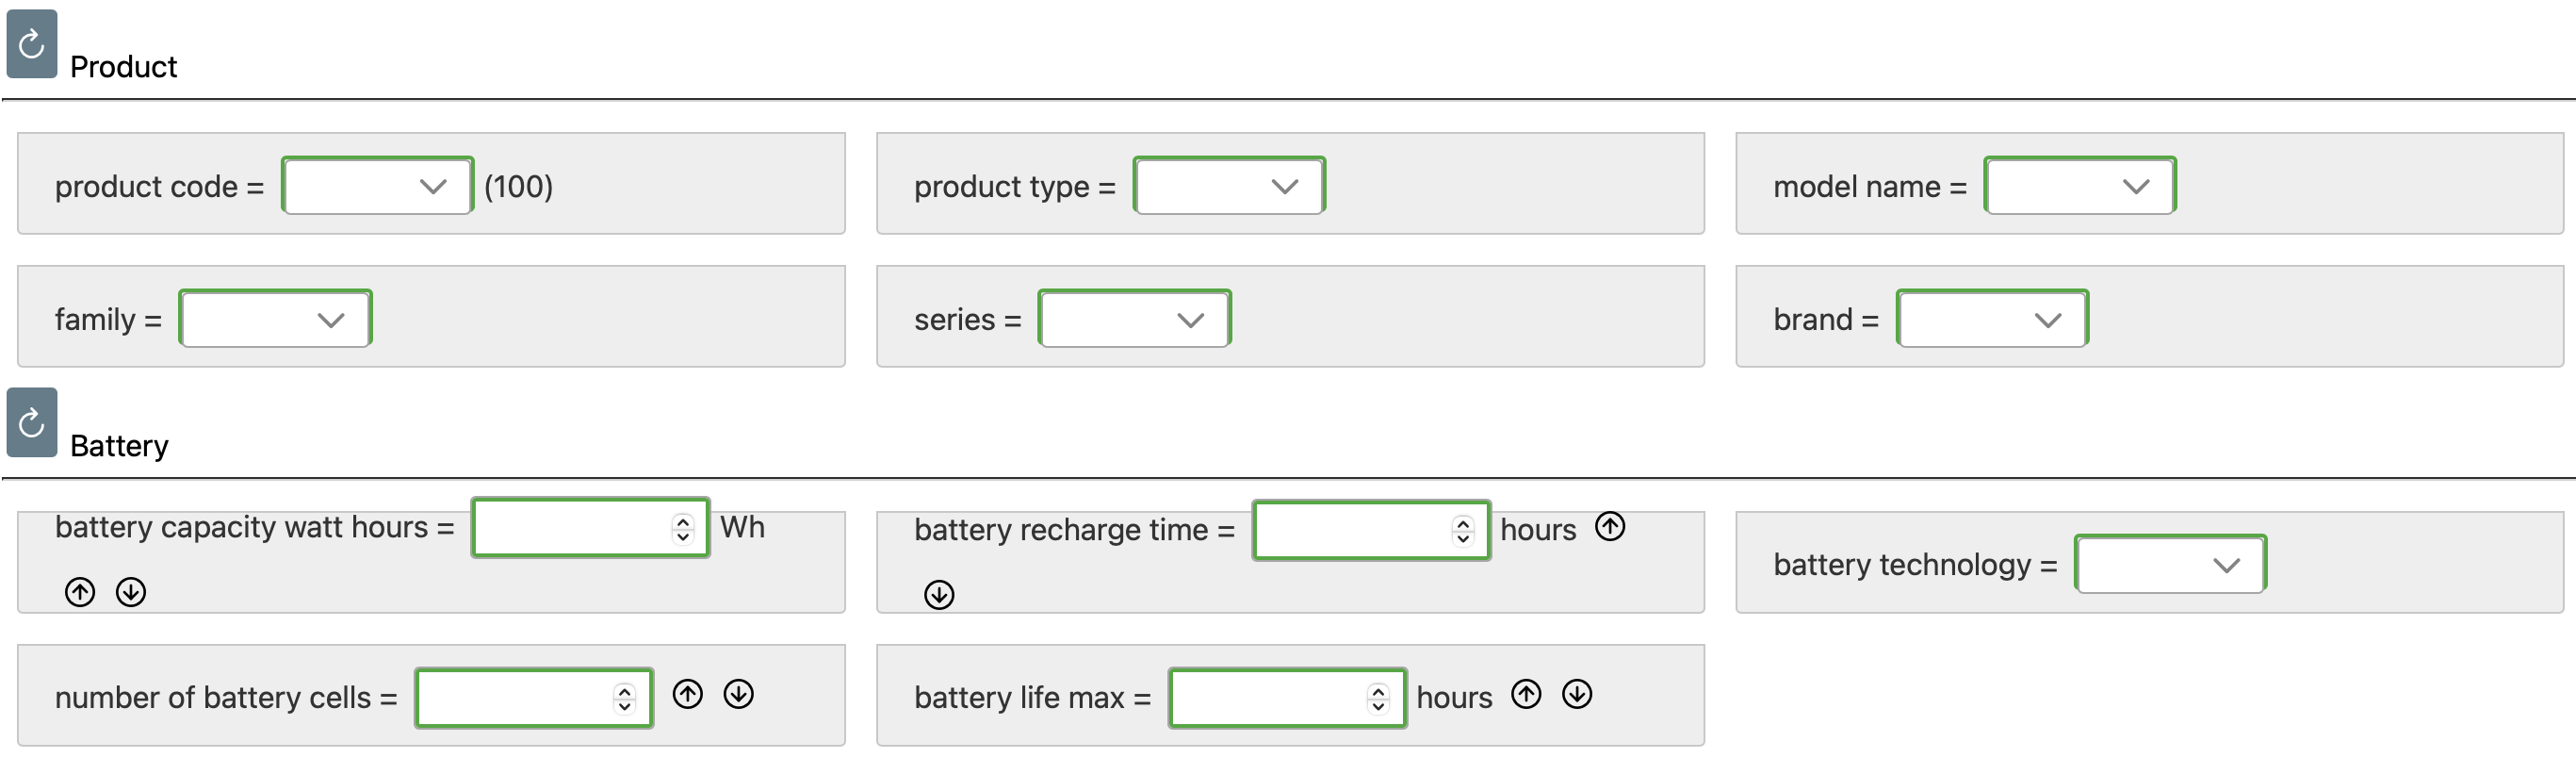 Product
product code = (100)
product type =
model name =
family =
series =
brand =
Battery
battery capacity watt hours = Wh
battery recharge time = hours
battery technology =
number of battery cells =
battery life max = hours